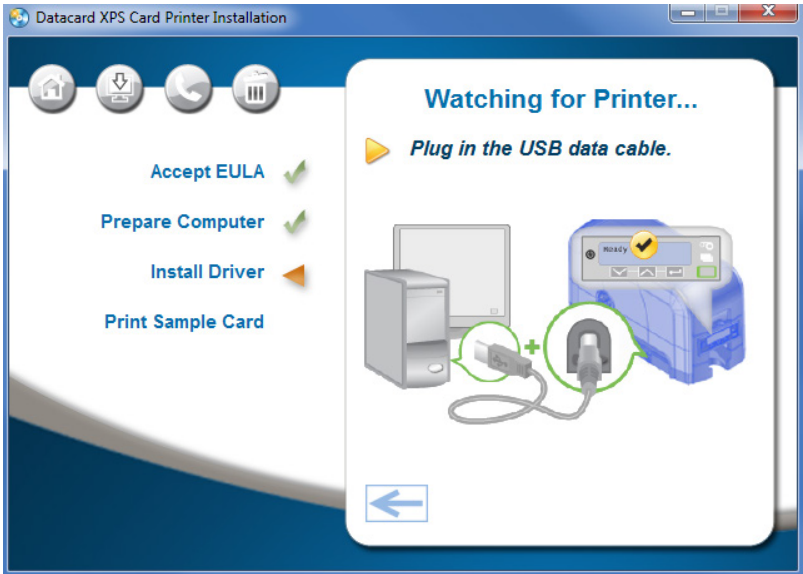 Datacard XPS Card Printer Installation
Accept EULA
Prepare Computer
Install Driver
Print Sample Card
Watching for Printer...
Plug in the USB data cable.
Ready